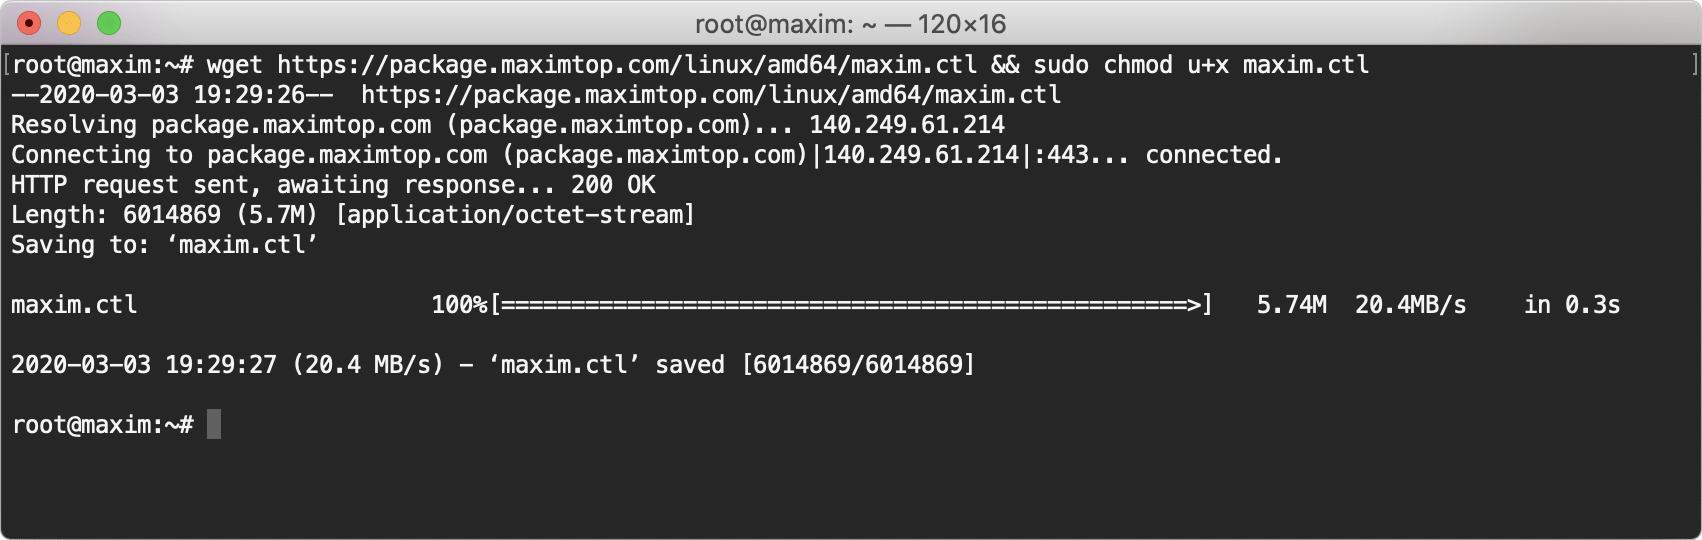 root@maxim: ~ — 120×16
[root@maxim:~# wget https://package.maximtop.com/linux/amd64/maxim.ctl && sudo chmod u+x maxim.ctl ]
--2020-03-03 19:29:26--  https://package.maximtop.com/linux/amd64/maxim.ctl
Resolving package.maximtop.com (package.maximtop.com)... 140.249.61.214
Connecting to package.maximtop.com (package.maximtop.com)|140.249.61.214|:443... connected.
HTTP request sent, awaiting response... 200 OK
Length: 6014869 (5.7M) [application/octet-stream]
Saving to: ‘maxim.ctl’
maxim.ctl                     100%[=================================================>]   5.74M  20.4MB/s    in 0.3s
2020-03-03 19:29:27 (20.4 MB/s) - ‘maxim.ctl’ saved [6014869/6014869]
root@maxim:~#